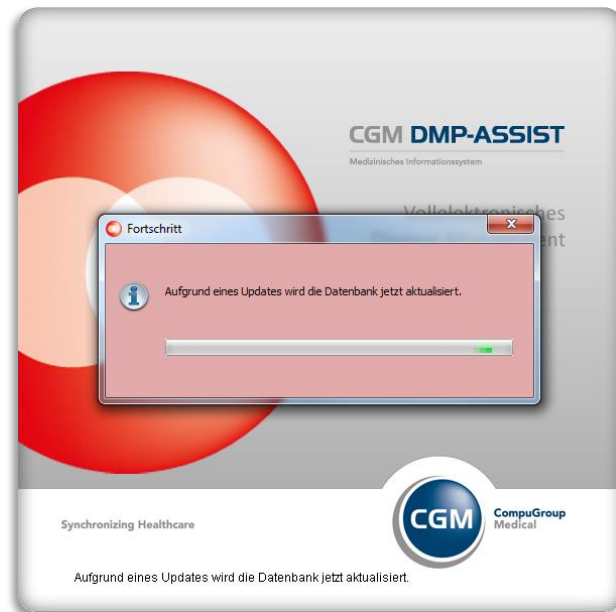 CGM DMP-ASSIST
Medizinisches Informationssystem
Fortschritt
Aufgrund eines Updates wird die Datenbank jetzt aktualisiert.
CGM
CompuGroup
Medical
Synchronizing Healthcare
Aufgrund eines Updates wird die Datenbank jetzt aktualisiert.